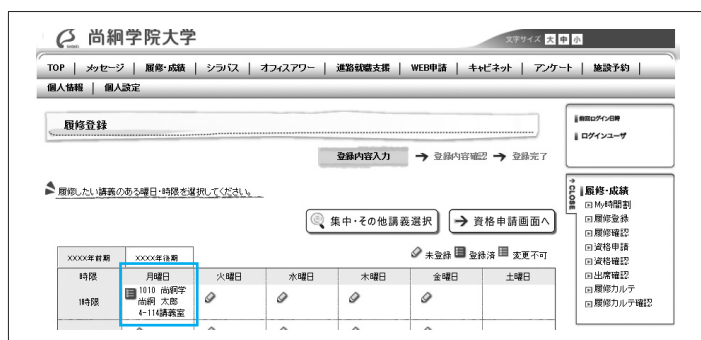 尚絅学院大学
文字サイズ 大 中 小
TOP | メッセージ | 履修・成績 | シラバス | オフィスアワー | 進路就職支援 | WEB申請 | キャビネット | アンケート | 施設予約 |
個人情報 | 個人設定
履修登録
前回ログイン日時
ログインユーザ
登録内容入力 → 登録内容確認 → 登録完了
履修したい講義のある曜日・時限を選択してください。
集中・その他講義選択 → 資格申請画面へ
CLOSE
履修・成績
My時間割
履修登録
履修確認
資格申請
資格確認
出席確認
履修カルテ
履修カルテ確認
XXXX年前期 XXXX年後期
未登録 登録済 変更不可
時限 月曜日 火曜日 水曜日 木曜日 金曜日 土曜日
1時限
1010 尚絅学
尚絅 太郎
4-114講義室